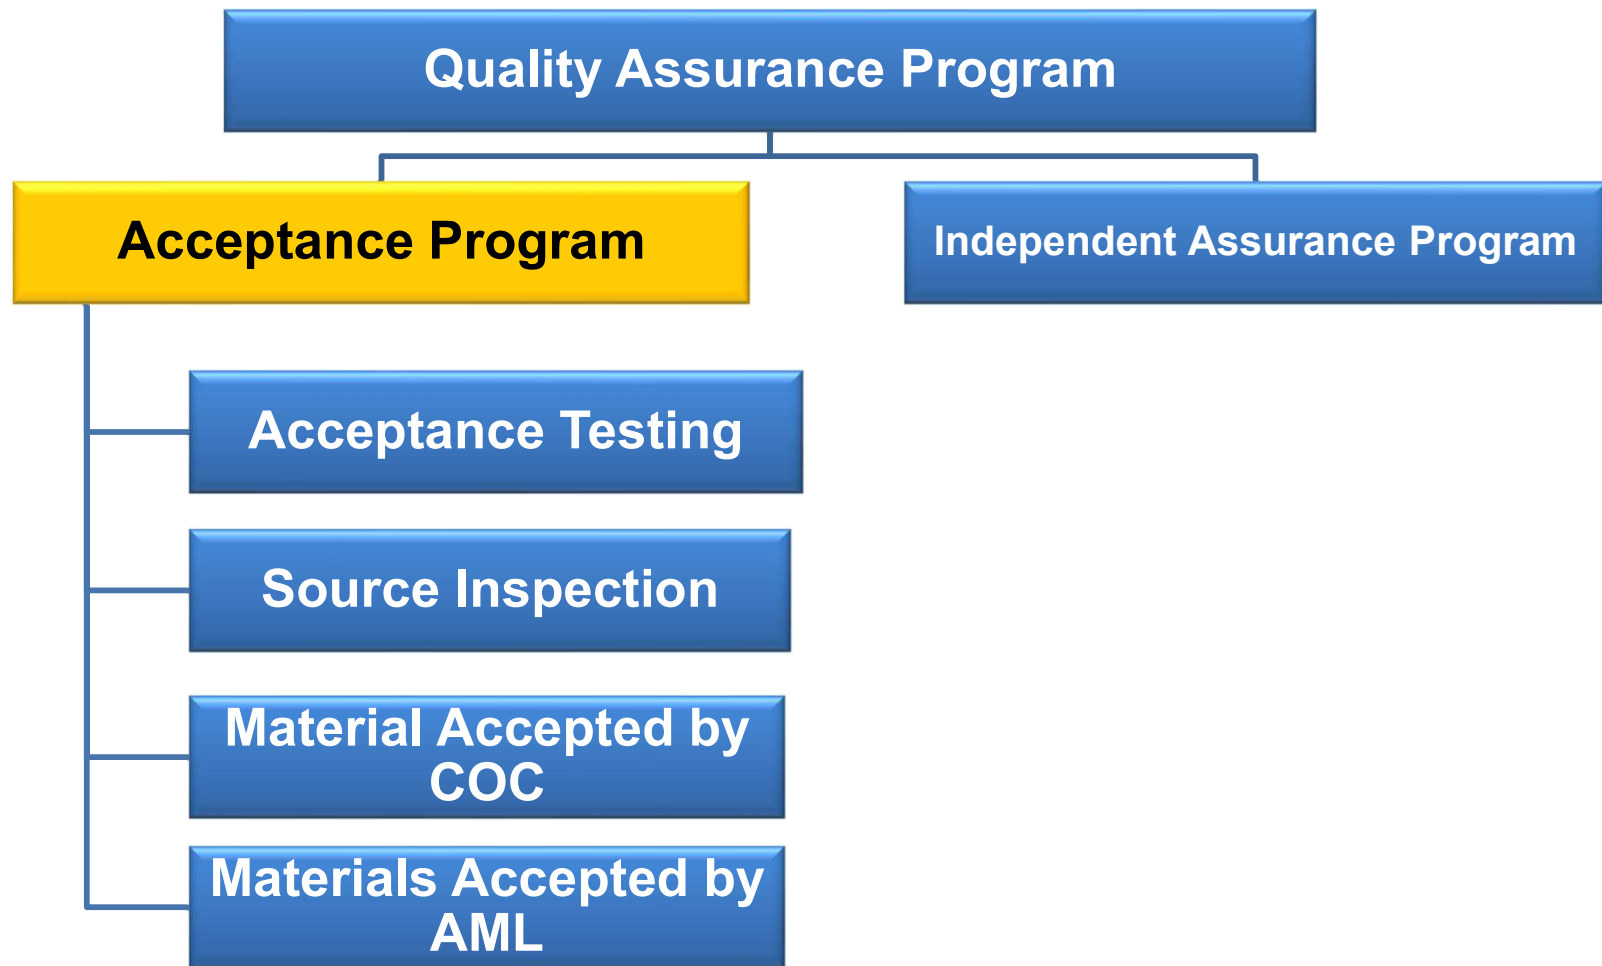 Quality Assurance Program
Acceptance Program
Independent Assurance Program
Acceptance Testing
Source Inspection
Material Accepted by
COC
Materials Accepted by
AML